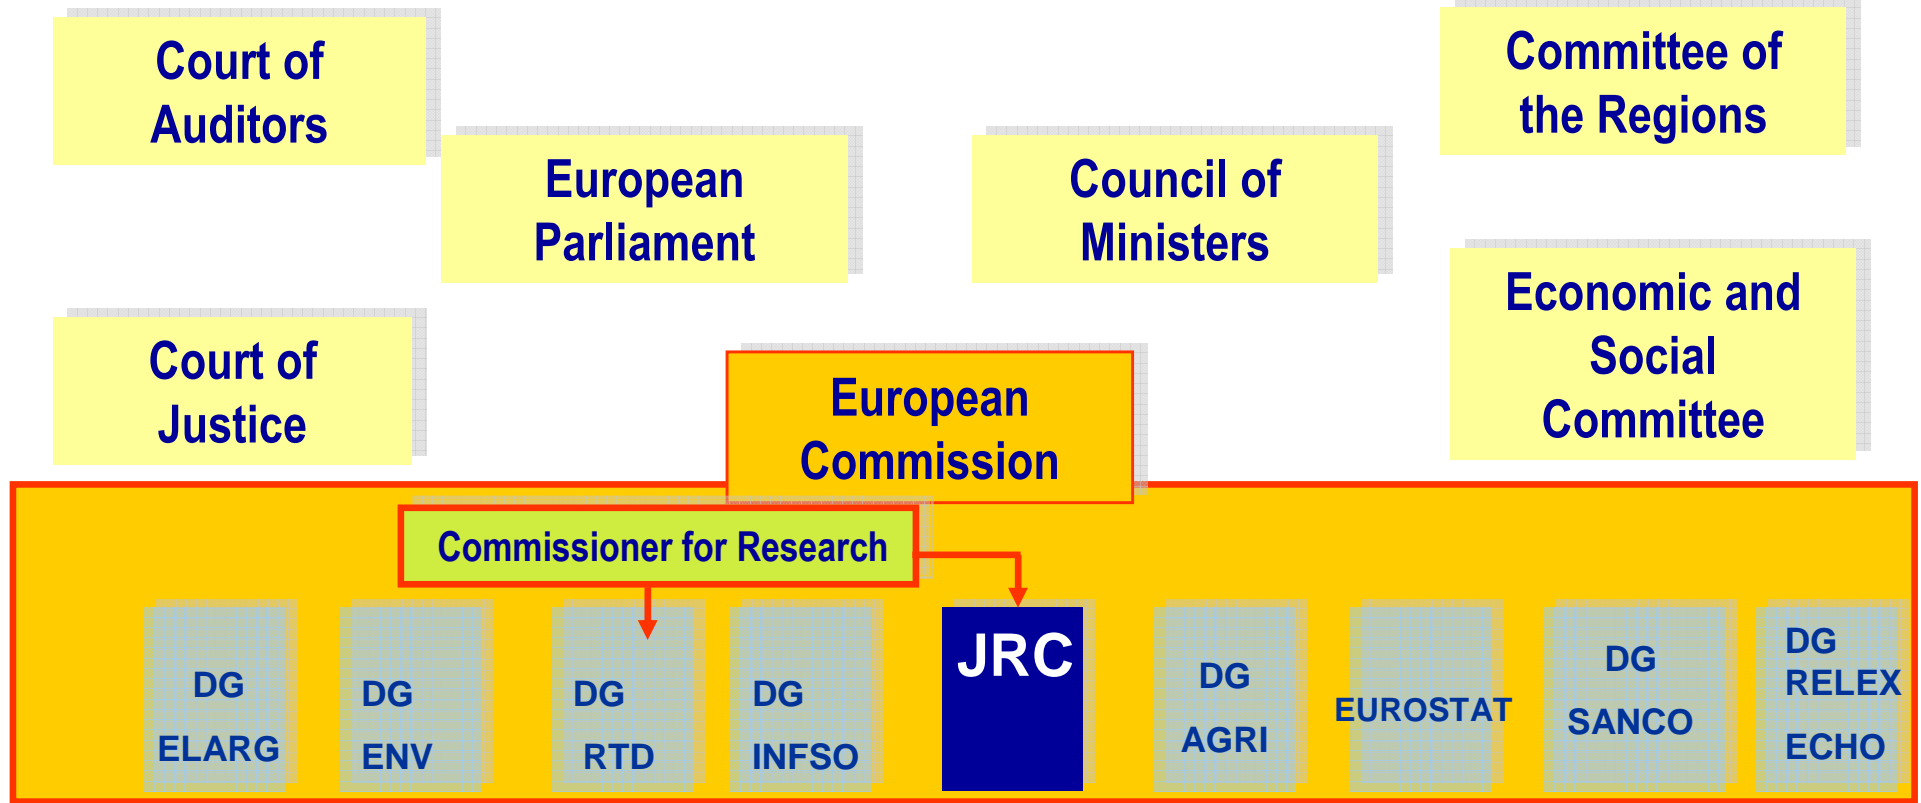 Court of
Auditors
Committee of
the Regions
European
Parliament
Council of
Ministers
Economic and
Social
Committee
Court of
Justice
European
Commission
Commissioner for Research
DG
ELARG
DG
ENV
DG
RTD
DG
INFSO
JRC
DG
AGRI
EUROSTAT
DG
SANCO
DG
RELEX
ECHO